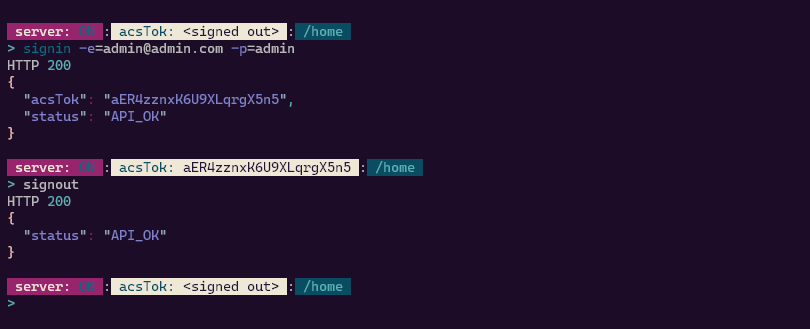 server: OK : acsTok: <signed out> : /home
> signin -e=admin@admin.com -p=admin
HTTP 200
{
"acsTok": "aER4zznxK6U9XLqrgX5n5",
"status": "API_OK"
}
server: OK : acsTok: aER4zznxK6U9XLqrgX5n5 : /home
> signout
HTTP 200
{
"status": "API_OK"
}
server: OK : acsTok: <signed out> : /home
>